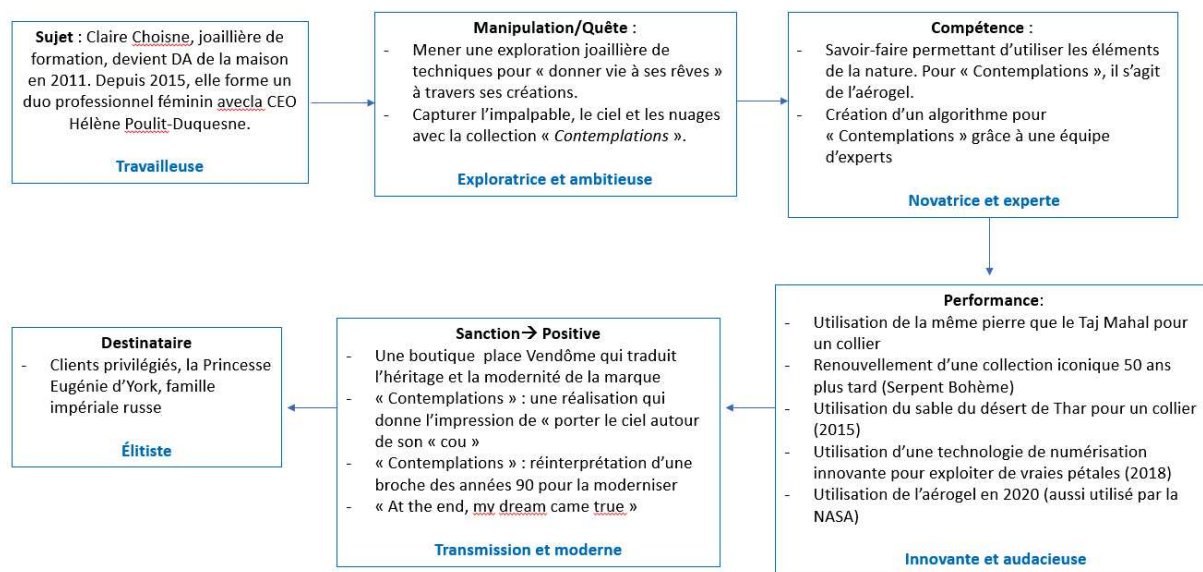 Sujet : Claire Choisne, joaillière de
formation, devient DA de la maison
en 2011. Depuis 2015, elle forme un
duo professionnel féminin avecla CEO
Hélène Poulit-Duquesne.
Travailleuse
Manipulation/Quête :
- Mener une exploration joaillière de
techniques pour « donner vie à ses rêves »
à travers ses créations.
- Capturer l’impalpable, le ciel et les nuages
avec la collection « Contemplations ».
Exploratrice et ambitieuse
Compétence :
- Savoir-faire permettant d’utiliser les éléments
de la nature. Pour « Contemplations », il s’agit
de l’aérogel.
- Création d’un algorithme pour
« Contemplations » grâce à une équipe
d’experts
Novatrice et experte
Performance:
- Utilisation de la même pierre que le Taj Mahal pour
un collier
- Renouvellement d’une collection iconique 50 ans
plus tard (Serpent Bohème)
- Utilisation du sable du désert de Thar pour un collier
(2015)
- Utilisation d’une technologie de numérisation
innovante pour exploiter de vraies pétales (2018)
- Utilisation de l’aérogel en 2020 (aussi utilisé par la
NASA)
Innovante et audacieuse
Sanction→ Positive
- Une boutique place Vendôme qui traduit
l’héritage et la modernité de la marque
- « Contemplations » : une réalisation qui
donne l’impression de « porter le ciel autour
de son « cou »
- « Contemplations » : réinterprétation d’une
broche des années 90 pour la moderniser
- « At the end, my dream came true »
Transmission et moderne
Destinataire
- Clients privilégiés, la Princesse
Eugénie d’York, famille
impériale russe
Élitiste